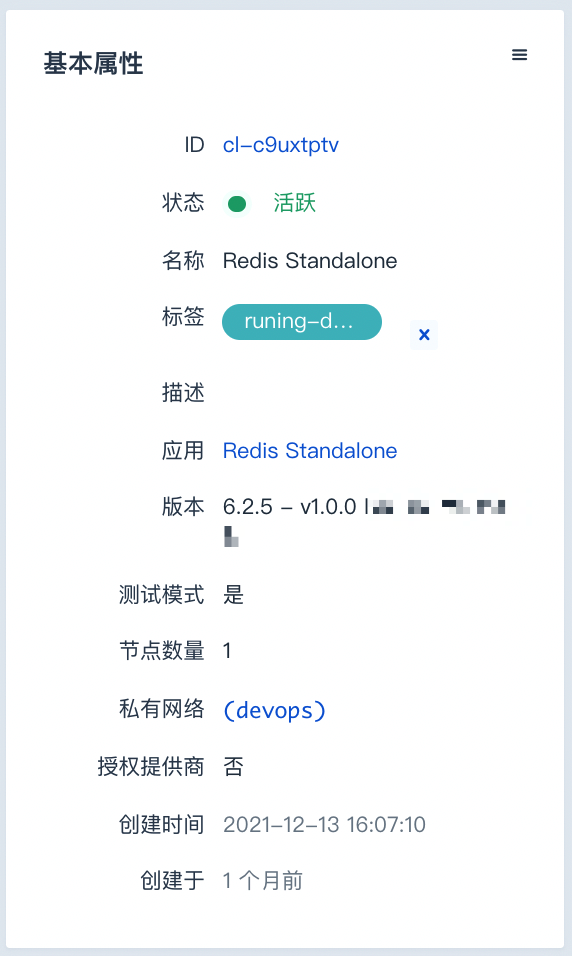 基本属性
ID cl-c9uxtptv
状态 活跃
名称 Redis Standalone
标签 runing-d...
描述
应用 Redis Standalone
版本 6.2.5 - v1.0.0
测试模式 是
节点数量 1
私有网络 (devops)
授权提供商 否
创建时间 2021-12-13 16:07:10
创建于 1 个月前